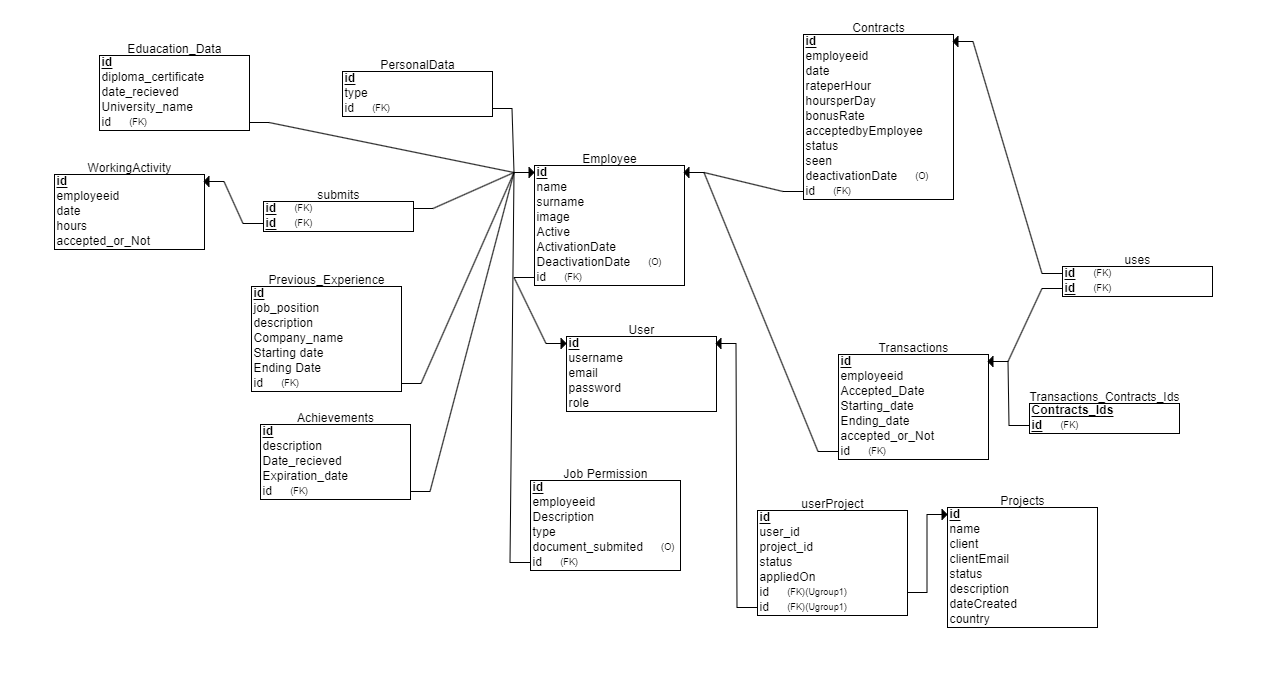 Eduacation_Data
id
diploma_certificate
date_recieved
University_name
id (FK)
PersonalData
id
type
id (FK)
Contracts
id
employeeid
date
rateperHour
hoursperDay
bonusRate
acceptedbyEmployee
status
seen
deactivationDate (O)
id (FK)
WorkingActivity
id
employeeid
date
hours
accepted_or_Not
submits
id (FK)
id (FK)
Employee
id
name
surname
image
Active
ActivationDate
DeactivationDate (O)
id (FK)
uses
id (FK)
id (FK)
Previous_Experience
id
job_position
description
Company_name
Starting date
Ending Date
id (FK)
User
id
username
email
password
role
Transactions
id
employeeid
Accepted_Date
Starting_date
Ending_date
accepted_or_Not
id (FK)
Transactions_Contracts_Ids
Contracts_Ids
id (FK)
Achievements
id
description
Date_recieved
Expiration_date
id (FK)
Job Permission
id
employeeid
Description
type
document_submited (O)
id (FK)
userProject
id
user_id
project_id
status
appliedOn
id (FK)(Ugroup1)
id (FK)(Ugroup1)
Projects
id
name
client
clientEmail
status
description
dateCreated
country